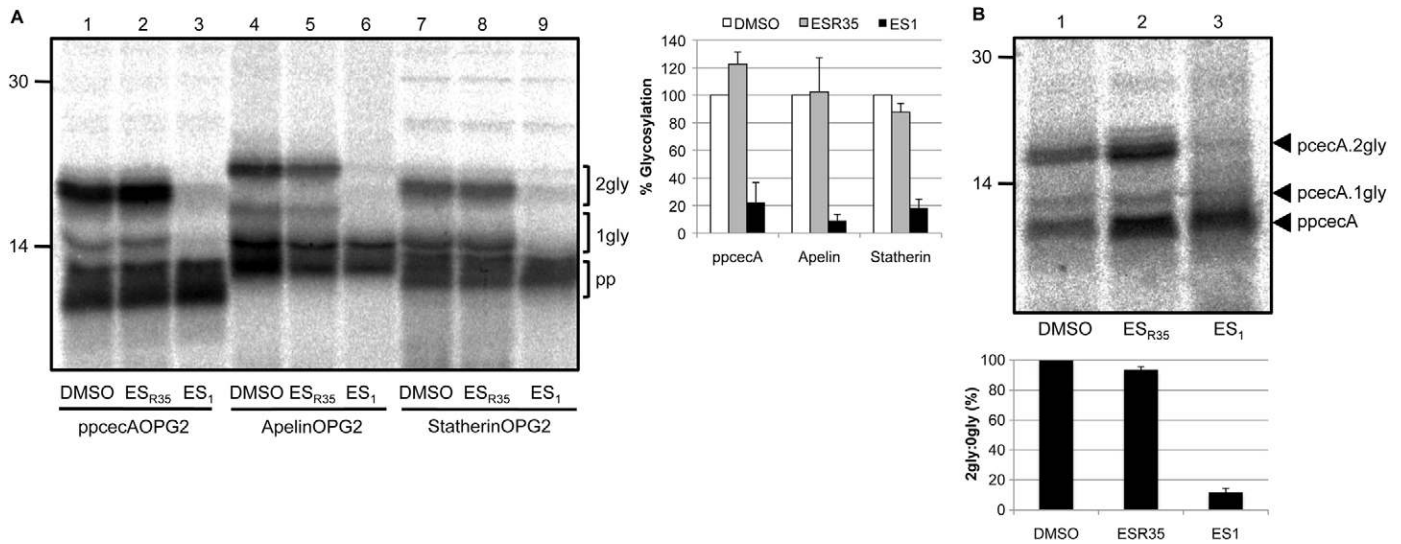 A
1 2 3 4 5 6 7 8 9
30
14
2gly
1gly
pp
DMSO ESR35 ES1 DMSO ESR35 ES1 DMSO ESR35 ES1
ppcecAOPG2 ApelinOPG2 StatherinOPG2
DMSO ESR35 ES1
% Glycosylation
140
120
100
80
60
40
20
0
ppcecA Apelin Statherin
B
1 2 3
30
14
pcecA.2gly
pcecA.1gly
ppcecA
DMSO ESR35 ES1
2gly:0gly (%)
100
80
60
40
20
0
DMSO ESR35 ES1